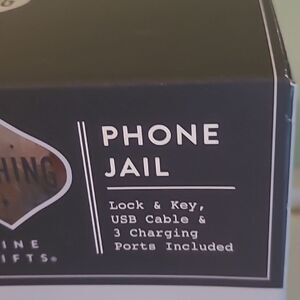 PHONE
JAIL
Lock & Key,
USB Cable &
3 Charging
Ports Included